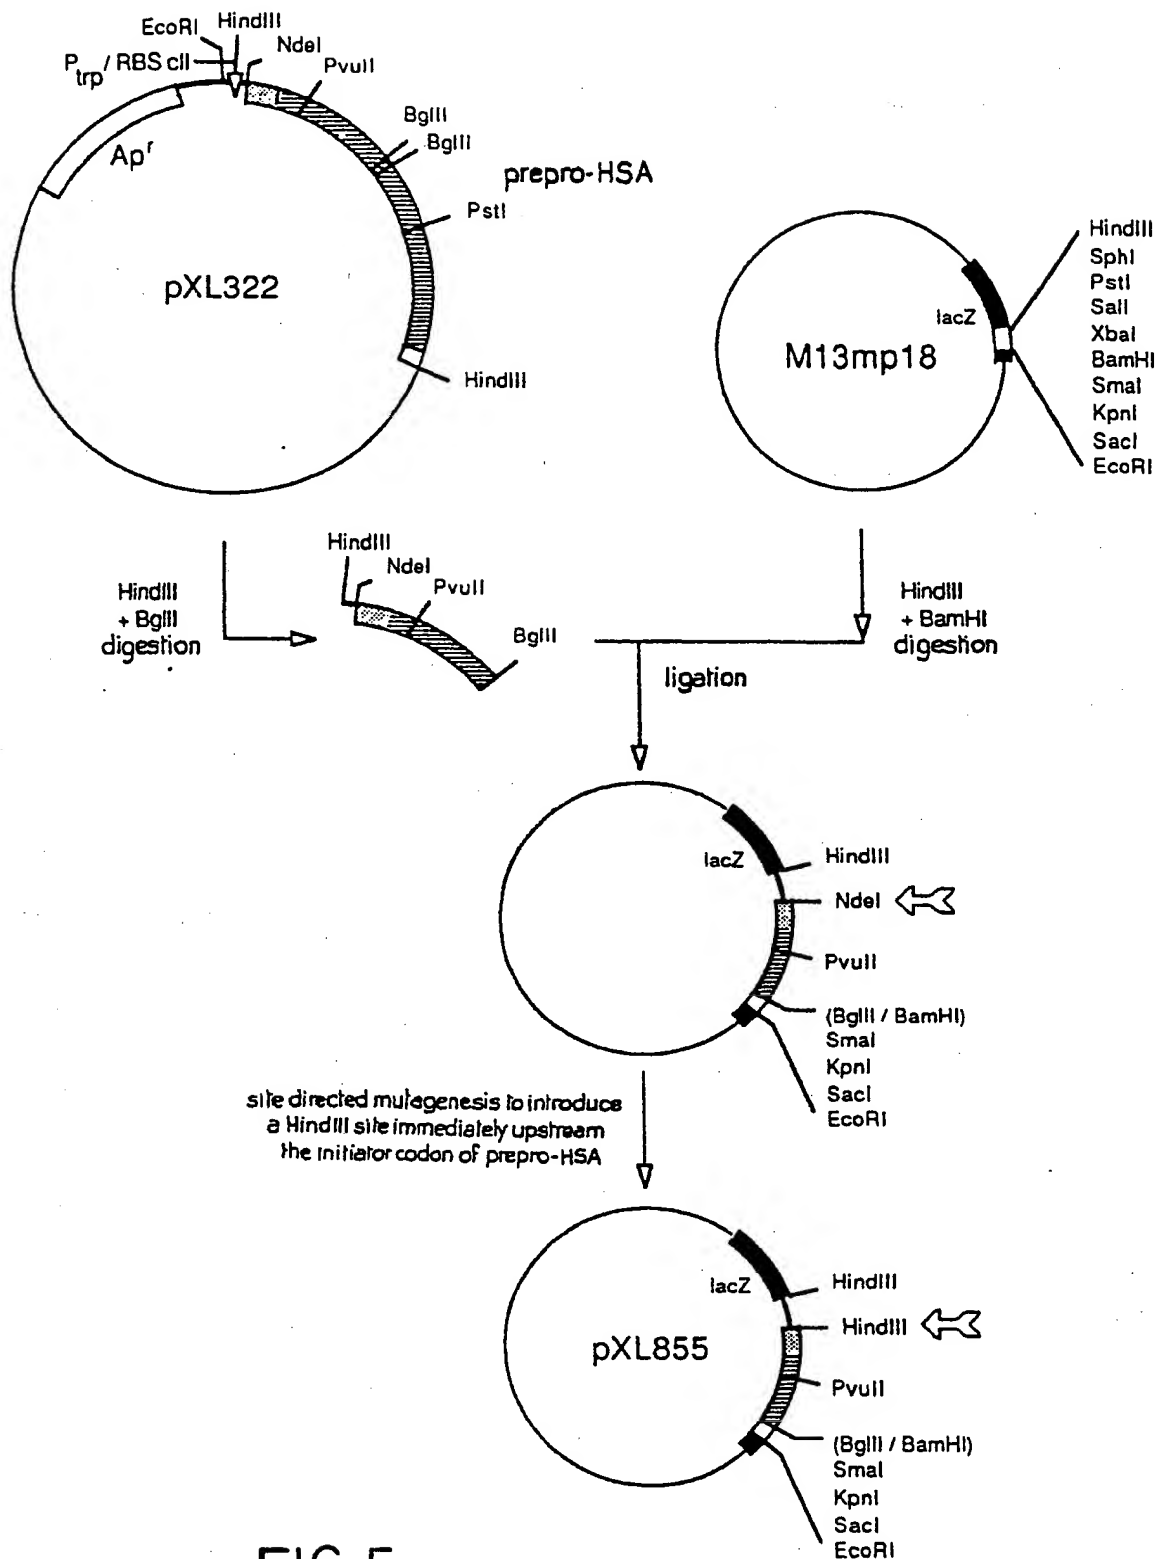 EcoRI
HindIII
P trp / RBS cII
NdeI
PvuII
BglII
BglII
Ap r
prepro-HSA
PstI
pXL322
HindIII
lacZ
M13mp18
HindIII
SphI
PstI
SalI
XbaI
BamHI
SmaI
KpnI
SacI
EcoRI
HindIII
+ BglII
digestion
HindIII
NdeI
PvuII
BglII
HindIII
+ BamHI
digestion
ligation
lacZ
HindIII
NdeI
PvuII
(BglII / BamHI)
SmaI
KpnI
SacI
EcoRI
site directed mutagenesis to introduce
a HindIII site immediately upstream
the initiator codon of prepro-HSA
lacZ
HindIII
HindIII
pXL855
PvuII
(BglII / BamHI)
SmaI
KpnI
SacI
EcoRI